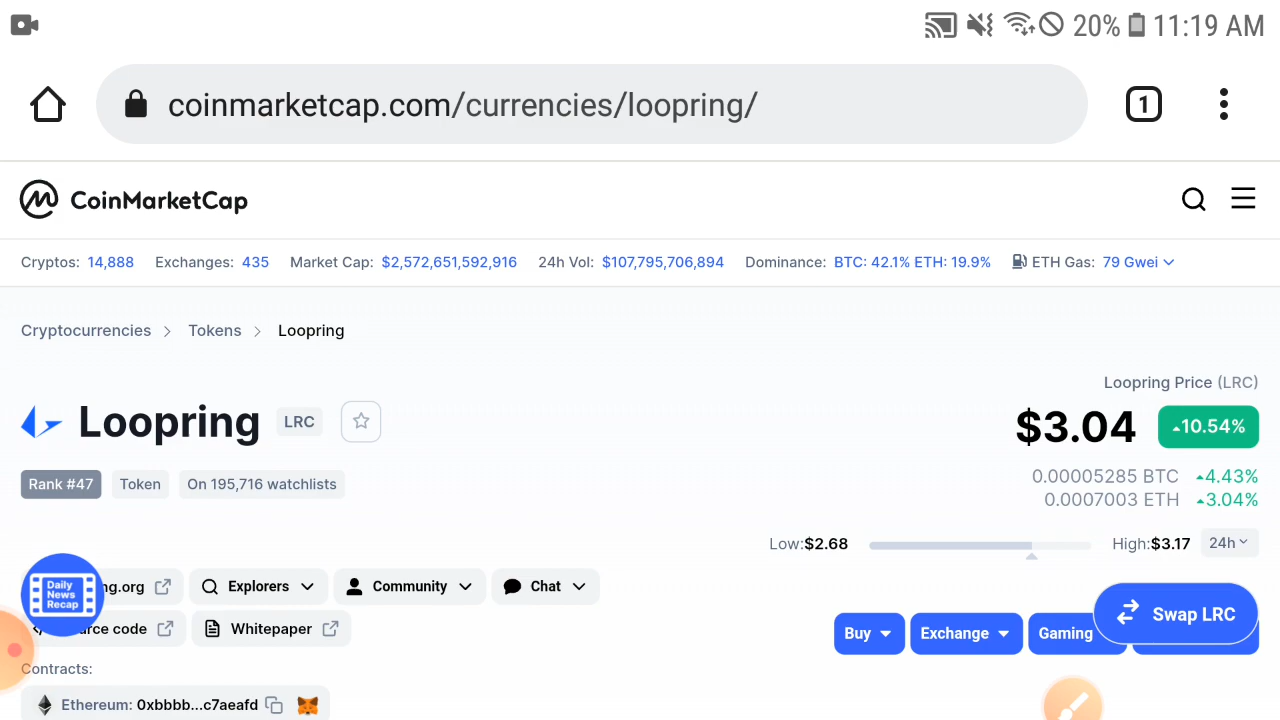 20% 11:19 AM
coinmarketcap.com/currencies/loopring/
1
CoinMarketCap
Cryptos: 14,888 Exchanges: 435 Market Cap: $2,572,651,592,916 24h Vol: $107,795,706,894 Dominance: BTC: 42.1% ETH: 19.9% ETH Gas: 79 Gwei
Cryptocurrencies > Tokens > Loopring
Loopring Price (LRC)
Loopring LRC
$3.04 10.54%
Rank #47 Token On 195,716 watchlists
0.00005285 BTC 4.43%
0.0007003 ETH 3.04%
Low:$2.68 High:$3.17 24h
Daily News Recap
ng.org Explorers Community Chat
rce code Whitepaper
Buy Exchange Gaming
Swap LRC
Contracts:
Ethereum: 0xbbbb...c7aeafd